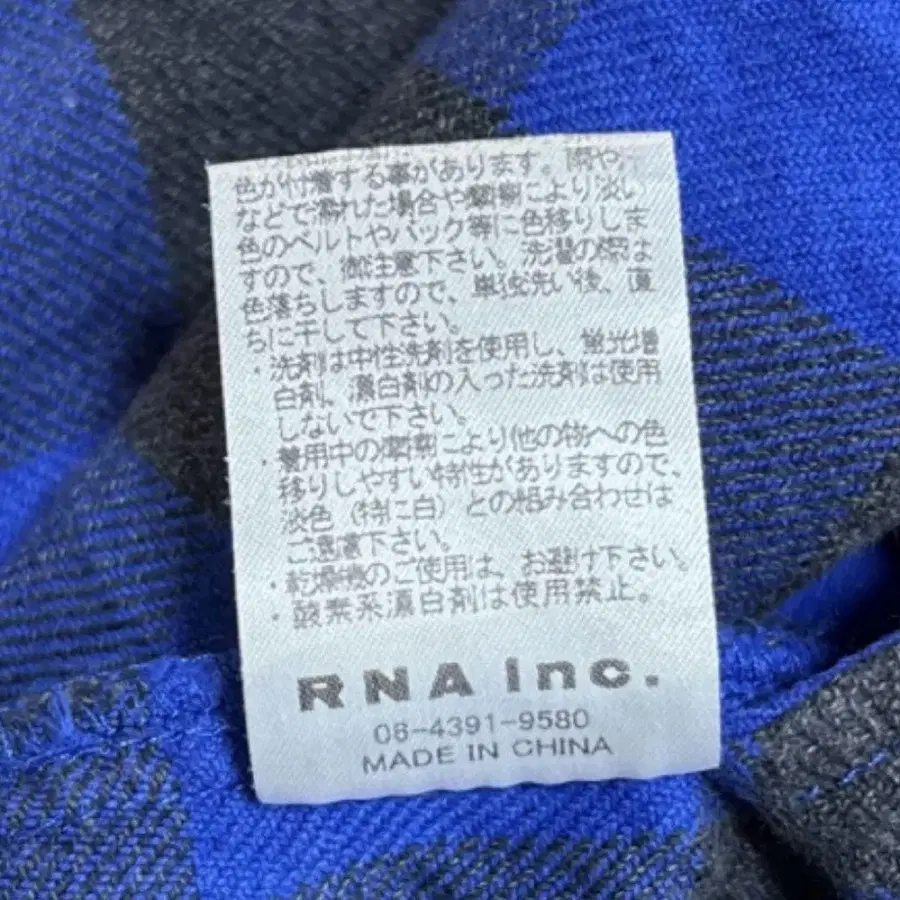 色が付着する事があります。雨や汗
などで濡れた場合や摩擦により淡い
色のベルトやバック等に色移りしま
すので、御注意下さい。洗濯の際は
色落ちしますので、単独洗い後、直
ちに干して下さい。
・洗剤は中性洗剤を使用し、蛍光増
白剤、漂白剤の入った洗剤は使用
しないで下さい。
・着用中の摩擦により他の物への色
移りしやすい特性がありますので、
淡色（特に白）との組み合わせは
ご遠慮下さい。
・乾燥機のご使用は、お避け下さい。
・酸素系漂白剤は使用禁止。
RNA Inc.
06-4391-9580
MADE IN CHINA